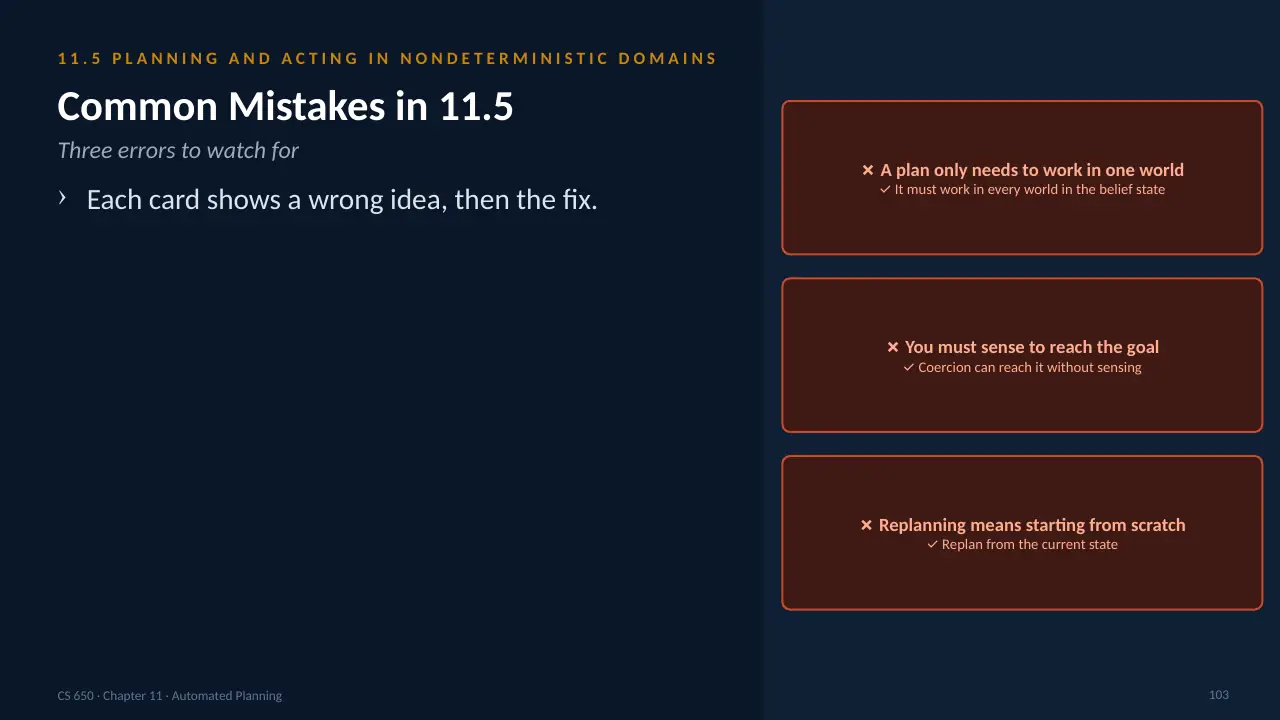 11.5 PLANNING AND ACTING IN NONDETERMINISTIC DOMAINS
Common Mistakes in 11.5
Three errors to watch for
› Each card shows a wrong idea, then the fix.
× A plan only needs to work in one world
✓ It must work in every world in the belief state
× You must sense to reach the goal
✓ Coercion can reach it without sensing
× Replanning means starting from scratch
✓ Replan from the current state
CS 650 · Chapter 11 · Automated Planning
103